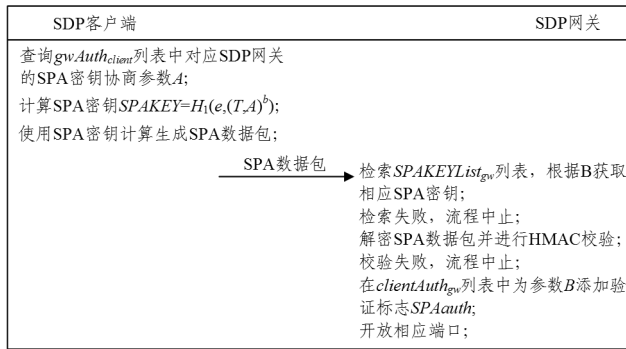 SDP客户端
SDP网关
查询gwAuth_client列表中对应SDP网关
的SPA密钥协商参数A;
计算SPA密钥SPAKEY=H₁(e,(T,A)ᵇ);
使用SPA密钥计算生成SPA数据包;
SPA数据包
检索SPAKEYList_gw列表，根据B获取
相应SPA密钥;
检索失败，流程中止;
解密SPA数据包并进行HMAC校验;
校验失败，流程中止;
在clientAuth_gw列表中为参数B添加验
证标志SPAauth;
开放相应端口;